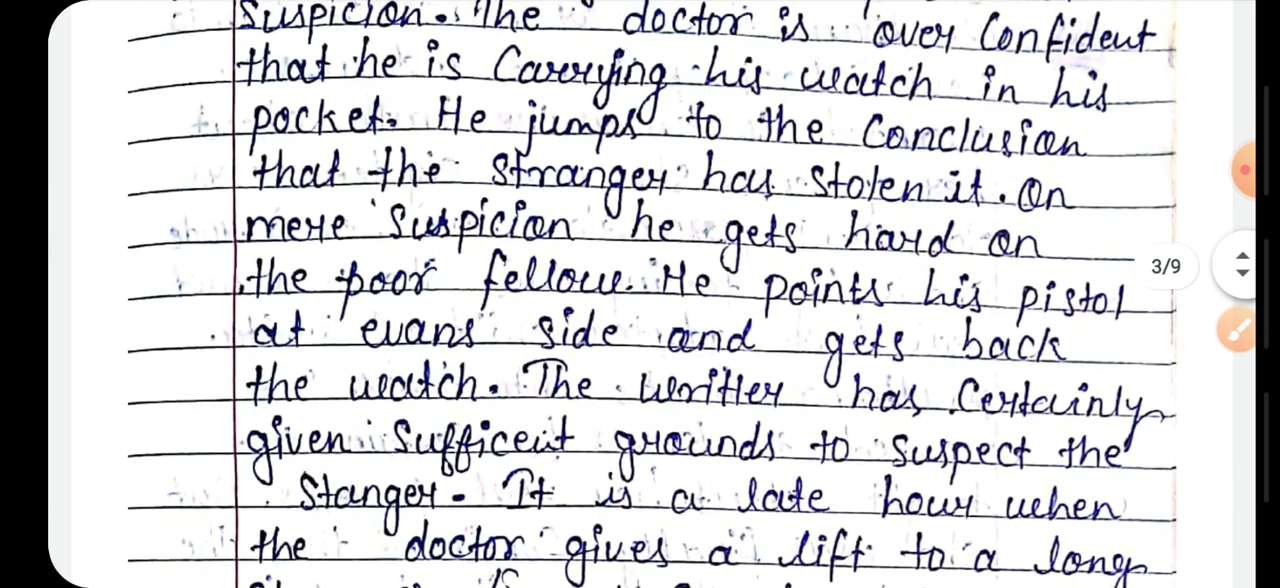 Suspicion. The doctor is over Confident
that he is Carrying his watch in his
pocket. He jumps to the Conclusion
that the Stranger has stolen it. On
mere Suspicion he gets hard on
the poor fellow. He points his pistol
at evans side and gets back
the watch. The writter has Certainly
given Sufficeut grounds to suspect the
Stanger. It is a late hour when
the doctor gives a lift to a long
3/9